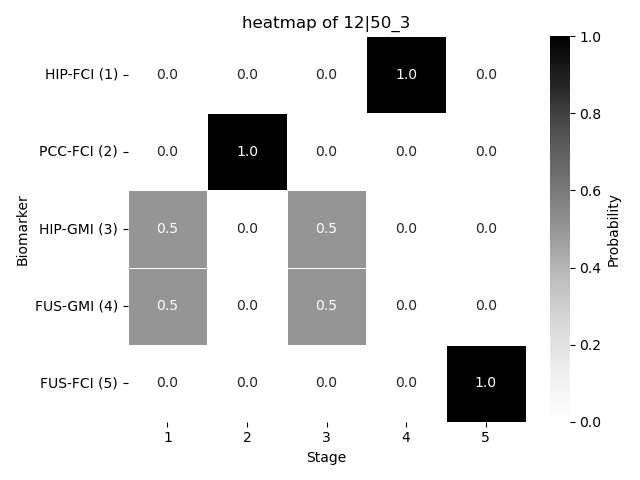 heatmap of 12|50_3
HIP-FCI (1) 0.0 0.0 0.0 1.0 0.0
PCC-FCI (2) 0.0 1.0 0.0 0.0 0.0
HIP-GMI (3) 0.5 0.0 0.5 0.0 0.0
FUS-GMI (4) 0.5 0.0 0.5 0.0 0.0
FUS-FCI (5) 0.0 0.0 0.0 0.0 1.0
1 2 3 4 5
Stage
Biomarker
1.0
0.8
0.6
0.4
0.2
0.0
Probability